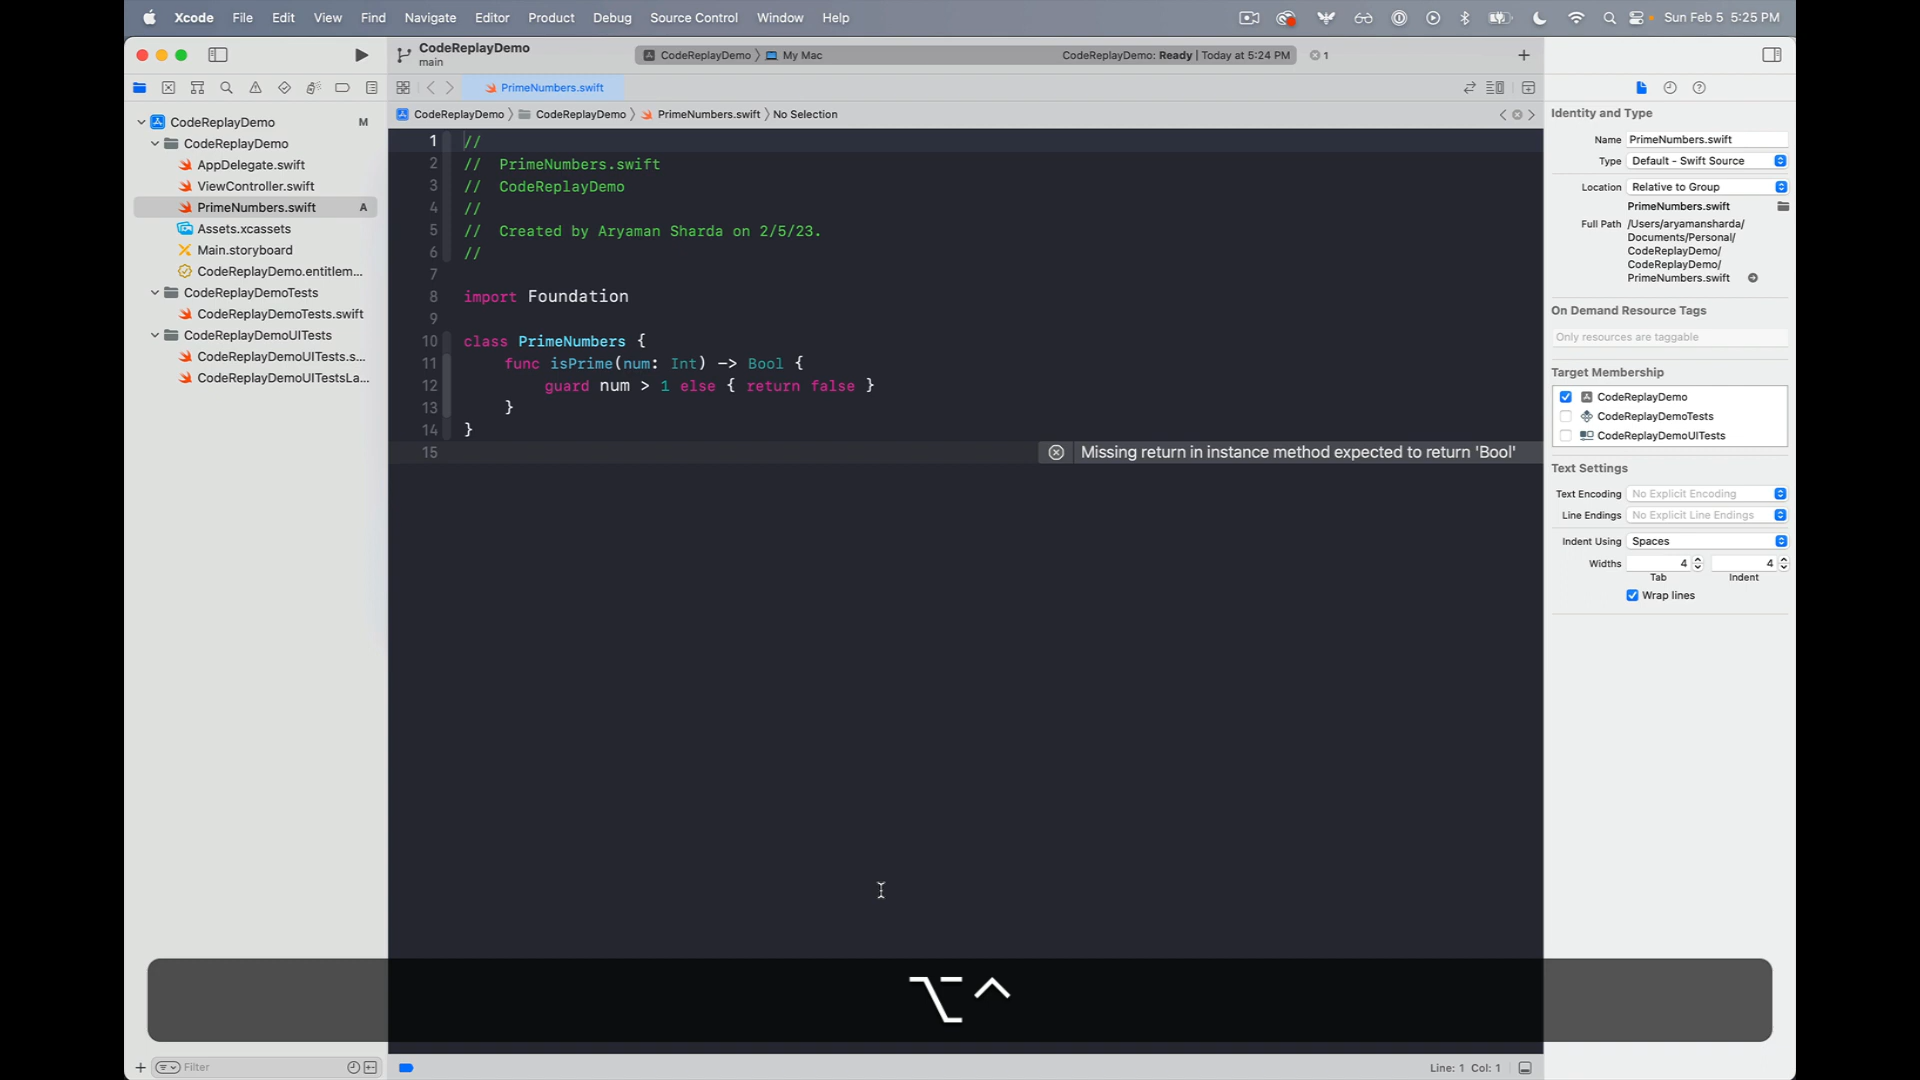 Xcode File Edit View Find Navigate Editor Product Debug Source Control Window Help
Sun Feb 5 5:25 PM
CodeReplayDemo
main
CodeReplayDemo 〉 My Mac
CodeReplayDemo: Ready | Today at 5:24 PM
1
PrimeNumbers.swift
CodeReplayDemo 〉 CodeReplayDemo 〉 PrimeNumbers.swift 〉 No Selection
CodeReplayDemo M
CodeReplayDemo
AppDelegate.swift
ViewController.swift
PrimeNumbers.swift A
Assets.xcassets
Main.storyboard
CodeReplayDemo.entitlem...
CodeReplayDemoTests
CodeReplayDemoTests.swift
CodeReplayDemoUITests
CodeReplayDemoUITests.s...
CodeReplayDemoUITestsLa...
Filter
1 //
2 //  PrimeNumbers.swift
3 //  CodeReplayDemo
4 //
5 //  Created by Aryaman Sharda on 2/5/23.
6 //
7
8 import Foundation
9
10 class PrimeNumbers {
11     func isPrime(num: Int) -> Bool {
12         guard num > 1 else { return false }
13     }
14 }
15
Missing return in instance method expected to return 'Bool'
⌥^
Line: 1 Col: 1
Identity and Type
Name PrimeNumbers.swift
Type Default - Swift Source
Location Relative to Group
PrimeNumbers.swift
Full Path /Users/aryamansharda/
Documents/Personal/
CodeReplayDemo/
CodeReplayDemo/
PrimeNumbers.swift
On Demand Resource Tags
Only resources are taggable
Target Membership
CodeReplayDemo
CodeReplayDemoTests
CodeReplayDemoUITests
Text Settings
Text Encoding No Explicit Encoding
Line Endings No Explicit Line Endings
Indent Using Spaces
Widths 4 4
Tab Indent
Wrap lines